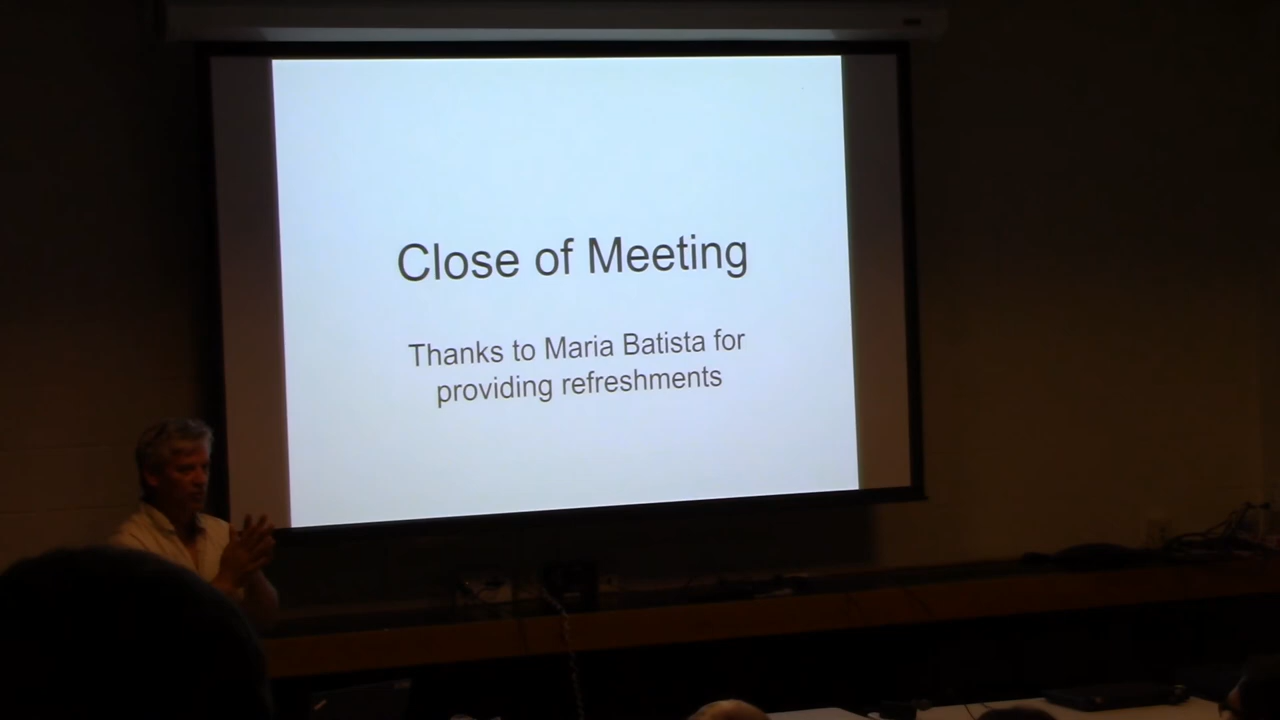 Close of Meeting
Thanks to Maria Batista for
providing refreshments